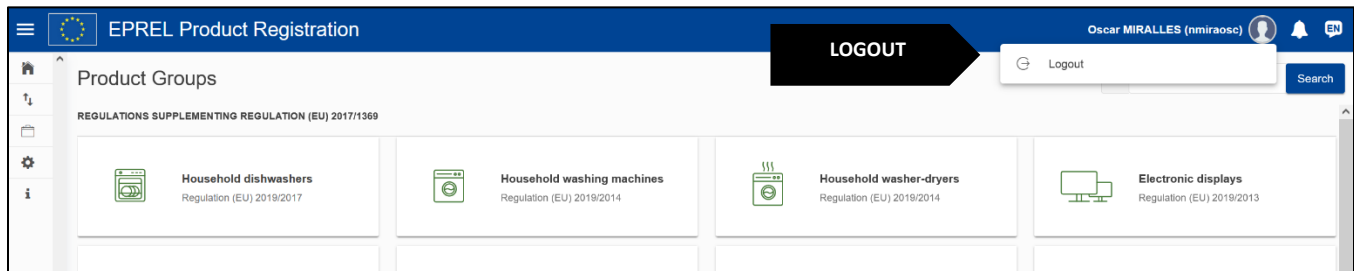 EPREL Product Registration
Oscar MIRALLES (nmiraosc)
EN
LOGOUT
Logout
Product Groups
Search
REGULATIONS SUPPLEMENTING REGULATION (EU) 2017/1369
Household dishwashers
Regulation (EU) 2019/2017
Household washing machines
Regulation (EU) 2019/2014
Household washer-dryers
Regulation (EU) 2019/2014
Electronic displays
Regulation (EU) 2019/2013